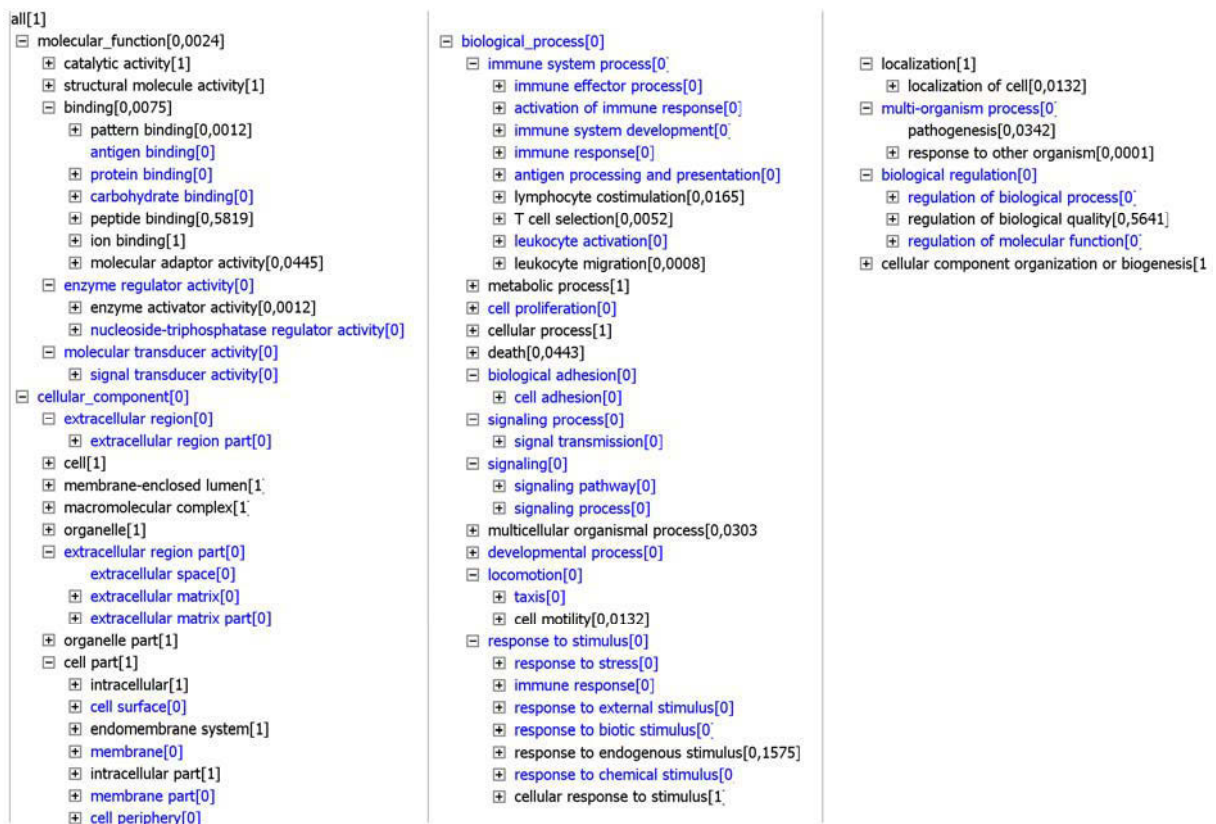 all[1]
molecular_function[0,0024]
catalytic activity[1]
structural molecule activity[1]
binding[0,0075]
pattern binding[0,0012]
antigen binding[0]
protein binding[0]
carbohydrate binding[0]
peptide binding[0,5819]
ion binding[1]
molecular adaptor activity[0,0445]
enzyme regulator activity[0]
enzyme activator activity[0,0012]
nucleoside-triphosphatase regulator activity[0]
molecular transducer activity[0]
signal transducer activity[0]
cellular_component[0]
extracellular region[0]
extracellular region part[0]
cell[1]
membrane-enclosed lumen[1]
macromolecular complex[1]
organelle[1]
extracellular region part[0]
extracellular space[0]
extracellular matrix[0]
extracellular matrix part[0]
organelle part[1]
cell part[1]
intracellular[1]
cell surface[0]
endomembrane system[1]
membrane[0]
intracellular part[1]
membrane part[0]
cell periphery[0]
biological_process[0]
immune system process[0]
immune effector process[0]
activation of immune response[0]
immune system development[0]
immune response[0]
antigen processing and presentation[0]
lymphocyte costimulation[0,0165]
T cell selection[0,0052]
leukocyte activation[0]
leukocyte migration[0,0008]
metabolic process[1]
cell proliferation[0]
cellular process[1]
death[0,0443]
biological adhesion[0]
cell adhesion[0]
signaling process[0]
signal transmission[0]
signaling[0]
signaling pathway[0]
signaling process[0]
multicellular organismal process[0,0303
developmental process[0]
locomotion[0]
taxis[0]
cell motility[0,0132]
response to stimulus[0]
response to stress[0]
immune response[0]
response to external stimulus[0]
response to biotic stimulus[0]
response to endogenous stimulus[0,1575]
response to chemical stimulus[0
cellular response to stimulus[1]
localization[1]
localization of cell[0,0132]
multi-organism process[0]
pathogenesis[0,0342]
response to other organism[0,0001]
biological regulation[0]
regulation of biological process[0]
regulation of biological quality[0,5641]
regulation of molecular function[0]
cellular component organization or biogenesis[1